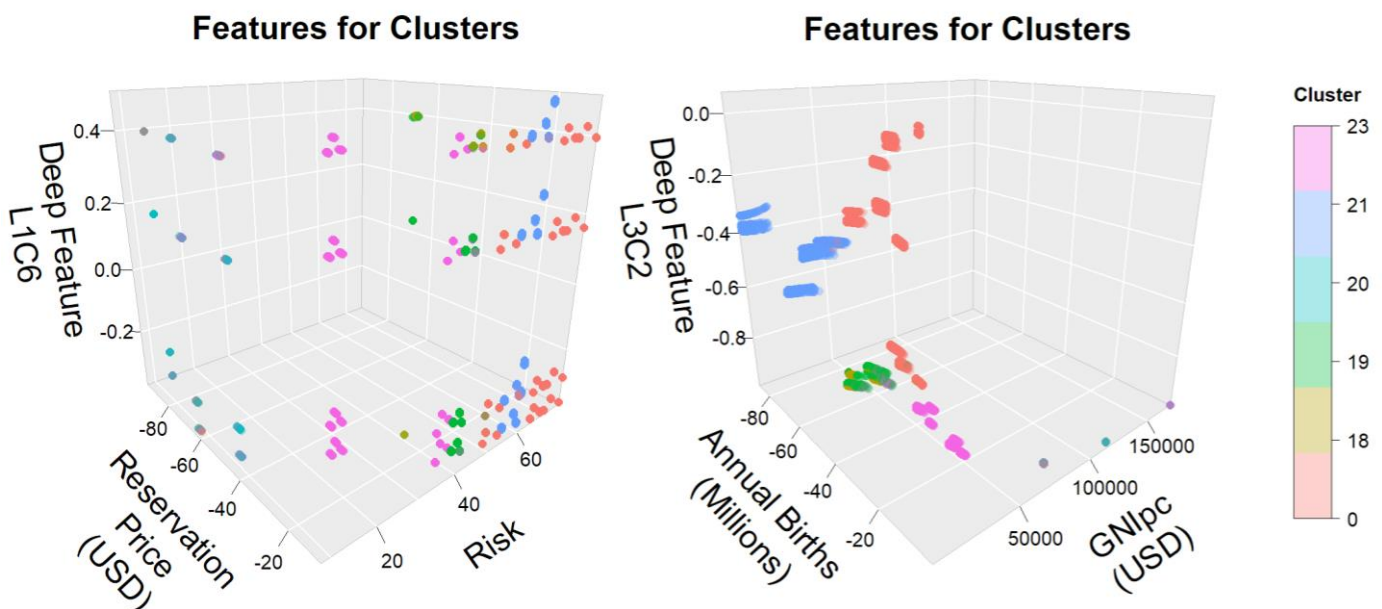 Features for Clusters
0.4
0.2
0.0
-0.2
Deep Feature
L1C6
-80
-60
-40
-20
Reservation
Price
(USD)
20
40
60
Risk
Features for Clusters
0.0
-0.2
-0.4
-0.6
-0.8
Deep Feature
L3C2
-80
-60
-40
-20
Annual Births
(Millions)
50000
100000
150000
GNIpc
(USD)
Cluster
23
21
20
19
18
0